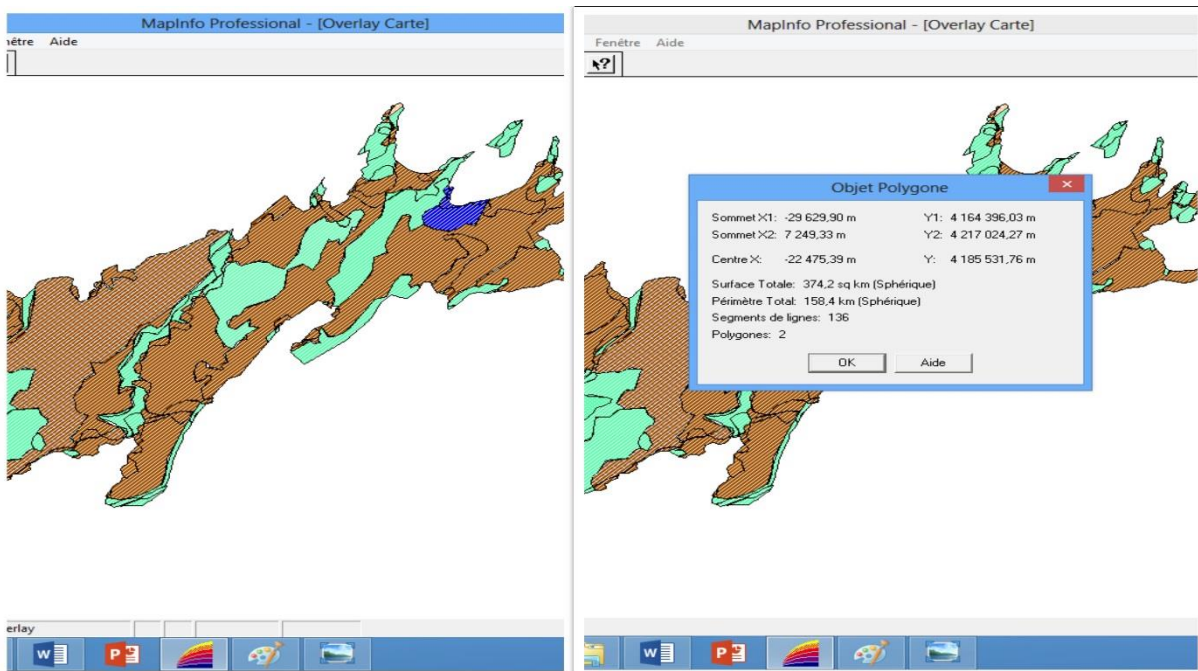 MapInfo Professional - [Overlay Carte]
nêtre Aide
erlay
MapInfo Professional - [Overlay Carte]
Fenêtre Aide
Objet Polygone
Sommet X1: -29 629,90 m Y1: 4 164 396,03 m
Sommet X2: 7 249,33 m Y2: 4 217 024,27 m
Centre X: -22 475,39 m Y: 4 185 531,76 m
Surface Totale: 374,2 sq km (Sphérique)
Périmètre Total: 158,4 km (Sphérique)
Segments de lignes: 136
Polygones: 2
OK Aide